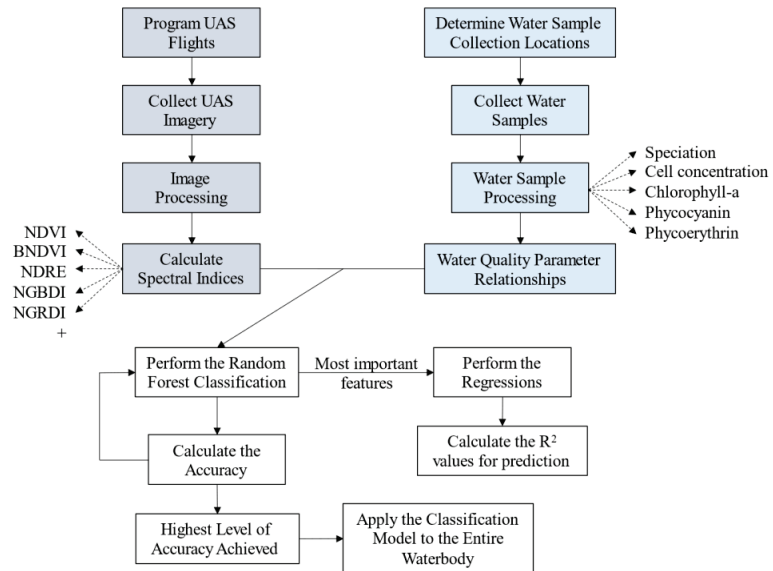 Program UAS
Flights
Determine Water Sample
Collection Locations
Collect UAS
Imagery
Collect Water
Samples
Image
Processing
Water Sample
Processing
Speciation
Cell concentration
Chlorophyll-a
Phycocyanin
Phycoerythrin
NDVI
BNDVI
NDRE
NGBDI
NGRDI
+
Calculate
Spectral Indices
Water Quality Parameter
Relationships
Perform the Random
Forest Classification
Most important
features
Perform the
Regressions
Calculate the
Accuracy
Calculate the R²
values for prediction
Highest Level of
Accuracy Achieved
Apply the Classification
Model to the Entire
Waterbody